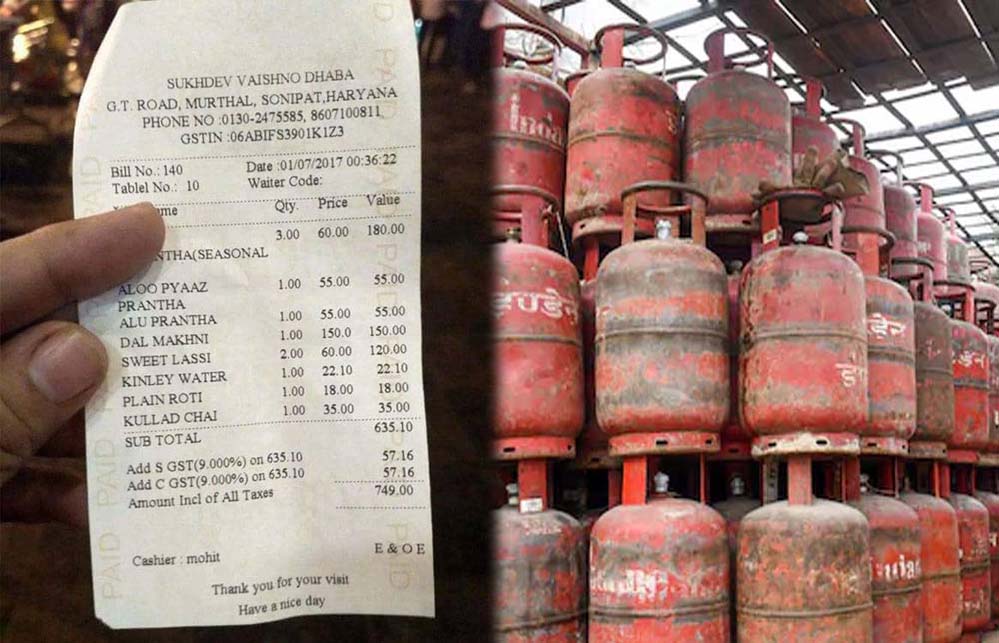 SUKHDEV VAISHNO DHABA
G.T. ROAD, MURTHAL, SONIPAT,HARYANA
PHONE NO :0130-2475585, 8607100811
GSTIN :06ABIFS3901K1Z3
Bill No.: 140 Date :01/07/2017 00:36:22
Tablel No.: 10 Waiter Code:
Qty. Price Value
3.00 60.00 180.00
NTHA(SEASONAL
ALOO PYAAZ 1.00 55.00 55.00
PRANTHA
ALU PRANTHA 1.00 55.00 55.00
DAL MAKHNI 1.00 150.0 150.00
SWEET LASSI 2.00 60.00 120.00
KINLEY WATER 1.00 22.10 22.10
PLAIN ROTI 1.00 18.00 18.00
KULLAD CHAI 1.00 35.00 35.00
SUB TOTAL 635.10
Add S GST(9.000%) on 635.10 57.16
Add C GST(9.000%) on 635.10 57.16
Amount Incl of All Taxes 749.00
Cashier : mohit E & O E
Thank you for your visit
Have a nice day
PAID
PAID
PAID